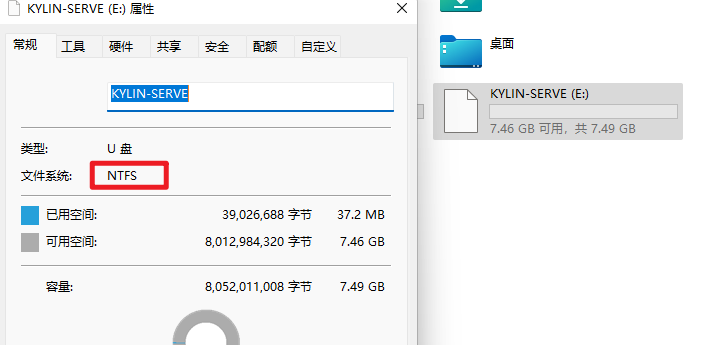 KYLIN-SERVE (E:) 属性
常规 工具 硬件 共享 安全 配额 自定义
KYLIN-SERVE
类型: U 盘
文件系统: NTFS
已用空间: 39,026,688 字节 37.2 MB
可用空间: 8,012,984,320 字节 7.46 GB
容量: 8,052,011,008 字节 7.49 GB
桌面
KYLIN-SERVE (E:)
7.46 GB 可用，共 7.49 GB